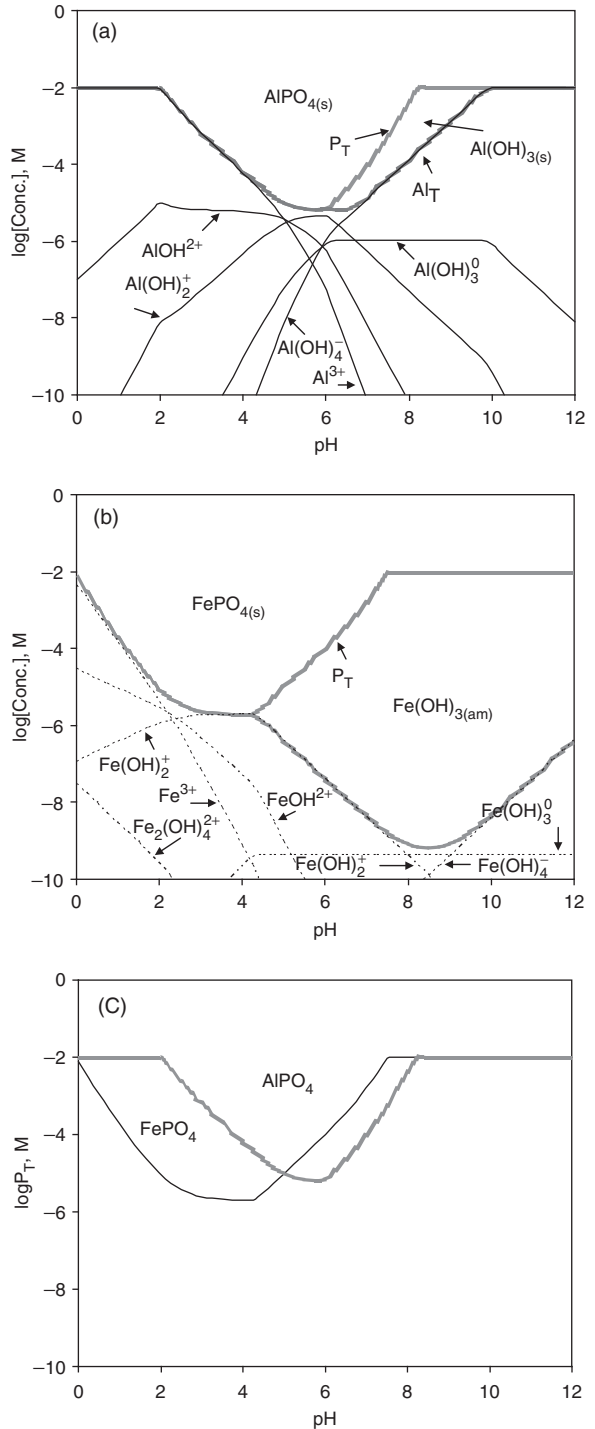 (a)
0
−2
−4
−6
−8
−10
log[Conc.], M
AlPO4(s)
PT
Al(OH)3(s)
AlT
AlOH2+
Al(OH)2+
Al(OH)30
Al(OH)4−
Al3+
0 2 4 6 8 10 12
pH
(b)
0
−2
−4
−6
−8
−10
log[Conc.], M
FePO4(s)
PT
Fe(OH)3(am)
Fe(OH)2+
Fe3+
FeOH2+
Fe(OH)30
Fe2(OH)42+
Fe(OH)2+
Fe(OH)4−
0 2 4 6 8 10 12
pH
(C)
0
−2
−4
−6
−8
−10
logPT, M
AlPO4
FePO4
0 2 4 6 8 10 12
pH